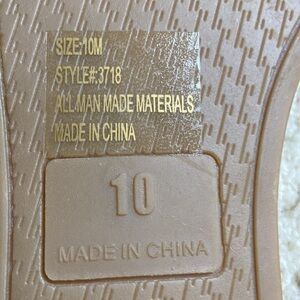 SIZE:10M
STYLE#:3718
ALL MAN MADE MATERIALS
MADE IN CHINA
10
MADE IN CHINA